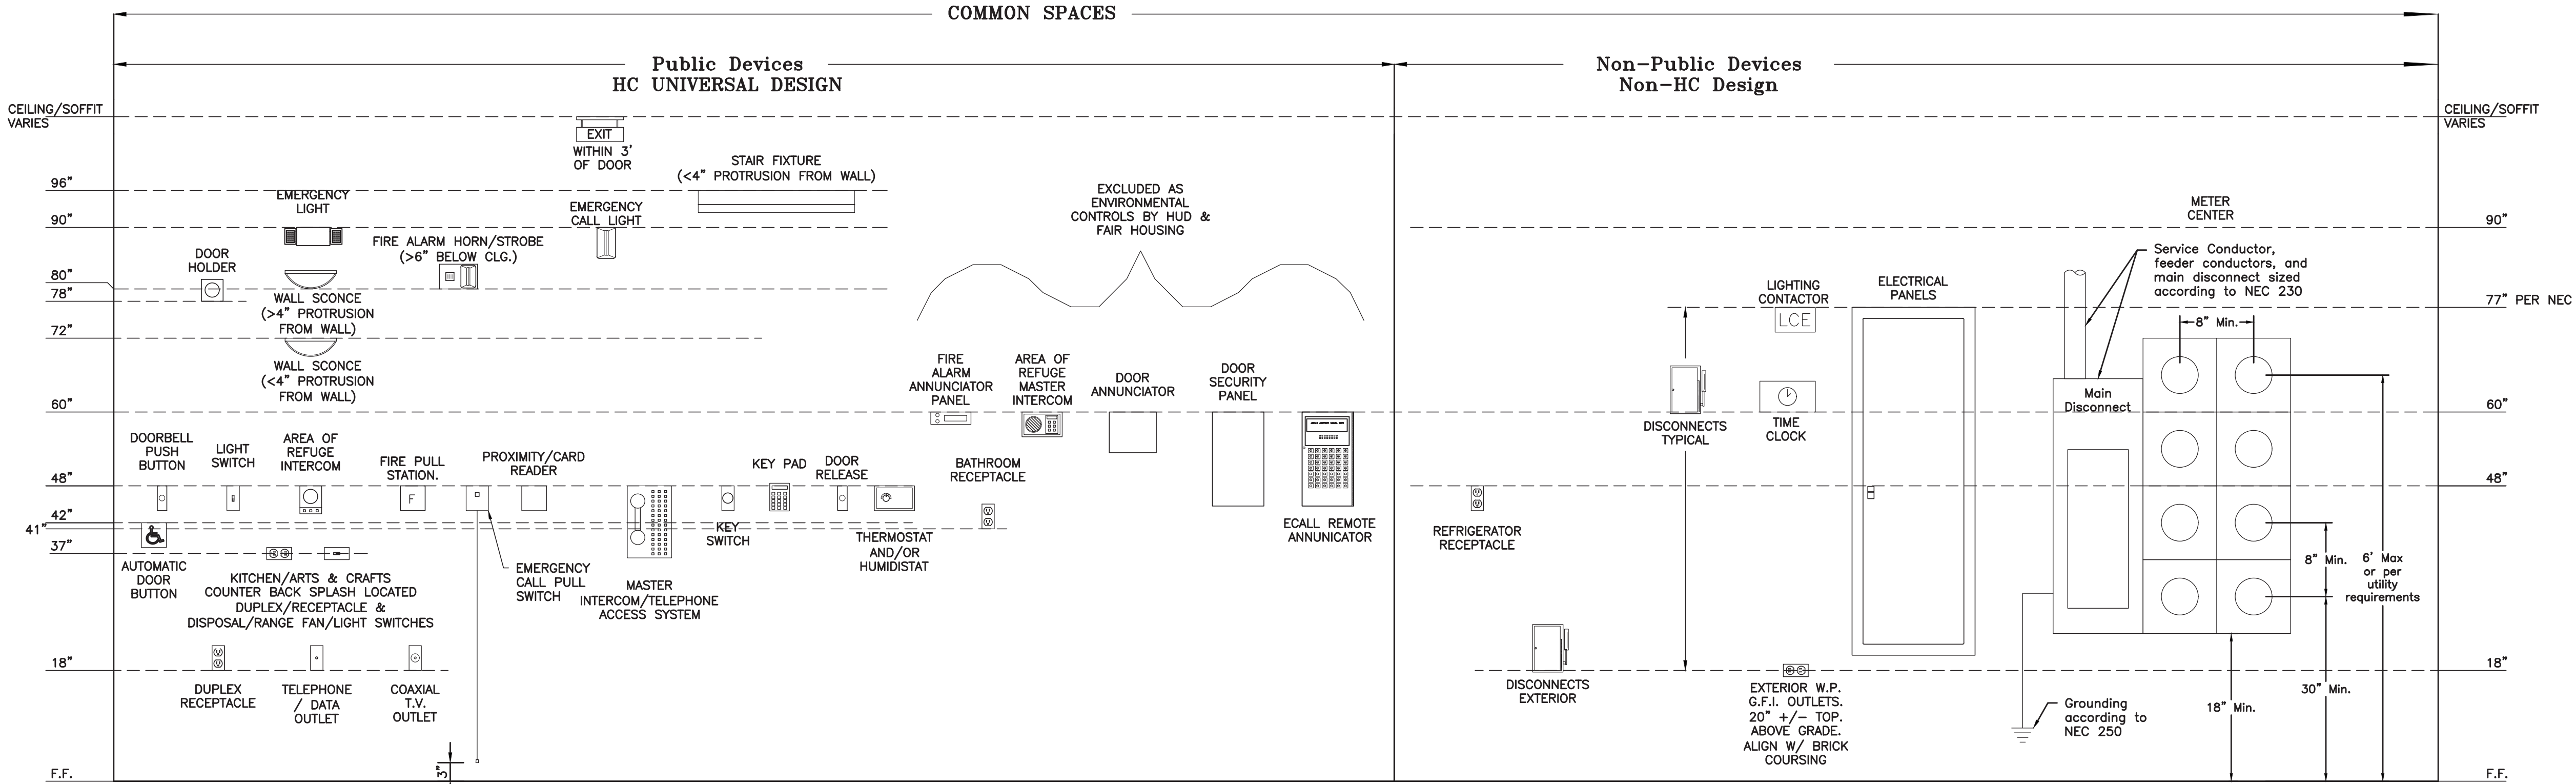 COMMON SPACES
Public Devices
HC UNIVERSAL DESIGN
Non-Public Devices
Non-HC Design
CEILING/SOFFIT
VARIES
96"
90"
80"
78"
72"
60"
48"
42"
41"
37"
18"
F.F.
EXIT
WITHIN 3'
OF DOOR
STAIR FIXTURE
(<4" PROTRUSION FROM WALL)
EMERGENCY
LIGHT
EMERGENCY
CALL LIGHT
FIRE ALARM HORN/STROBE
(>6" BELOW CLG.)
DOOR
HOLDER
WALL SCONCE
(>4" PROTRUSION
FROM WALL)
WALL SCONCE
(<4" PROTRUSION
FROM WALL)
EXCLUDED AS
ENVIRONMENTAL
CONTROLS BY HUD &
FAIR HOUSING
FIRE
ALARM
ANNUNCIATOR
PANEL
AREA OF
REFUGE
MASTER
INTERCOM
DOOR
ANNUNCIATOR
DOOR
SECURITY
PANEL
ECALL REMOTE
ANNUNICATOR
DOORBELL
PUSH
BUTTON
LIGHT
SWITCH
AREA OF
REFUGE
INTERCOM
FIRE PULL
STATION.
F
PROXIMITY/CARD
READER
KEY PAD
DOOR
RELEASE
BATHROOM
RECEPTACLE
KEY
SWITCH
THERMOSTAT
AND/OR
HUMIDISTAT
AUTOMATIC
DOOR
BUTTON
KITCHEN/ARTS & CRAFTS
COUNTER BACK SPLASH LOCATED
DUPLEX/RECEPTACLE &
DISPOSAL/RANGE FAN/LIGHT SWITCHES
EMERGENCY
CALL PULL
SWITCH
MASTER
INTERCOM/TELEPHONE
ACCESS SYSTEM
DUPLEX
RECEPTACLE
TELEPHONE
/ DATA
OUTLET
COAXIAL
T.V.
OUTLET
3"
METER
CENTER
Service Conductor,
feeder conductors, and
main disconnect sized
according to NEC 230
LIGHTING
CONTACTOR
LCE
ELECTRICAL
PANELS
8" Min.
DISCONNECTS
TYPICAL
TIME
CLOCK
Main
Disconnect
REFRIGERATOR
RECEPTACLE
8" Min.
6' Max
or per
utility
requirements
DISCONNECTS
EXTERIOR
EXTERIOR W.P.
G.F.I. OUTLETS.
20" +/- TOP.
ABOVE GRADE.
ALIGN W/ BRICK
COURSING
Grounding
according to
NEC 250
18" Min.
30" Min.
CEILING/SOFFIT
VARIES
90"
77" PER NEC
60"
48"
18"
F.F.